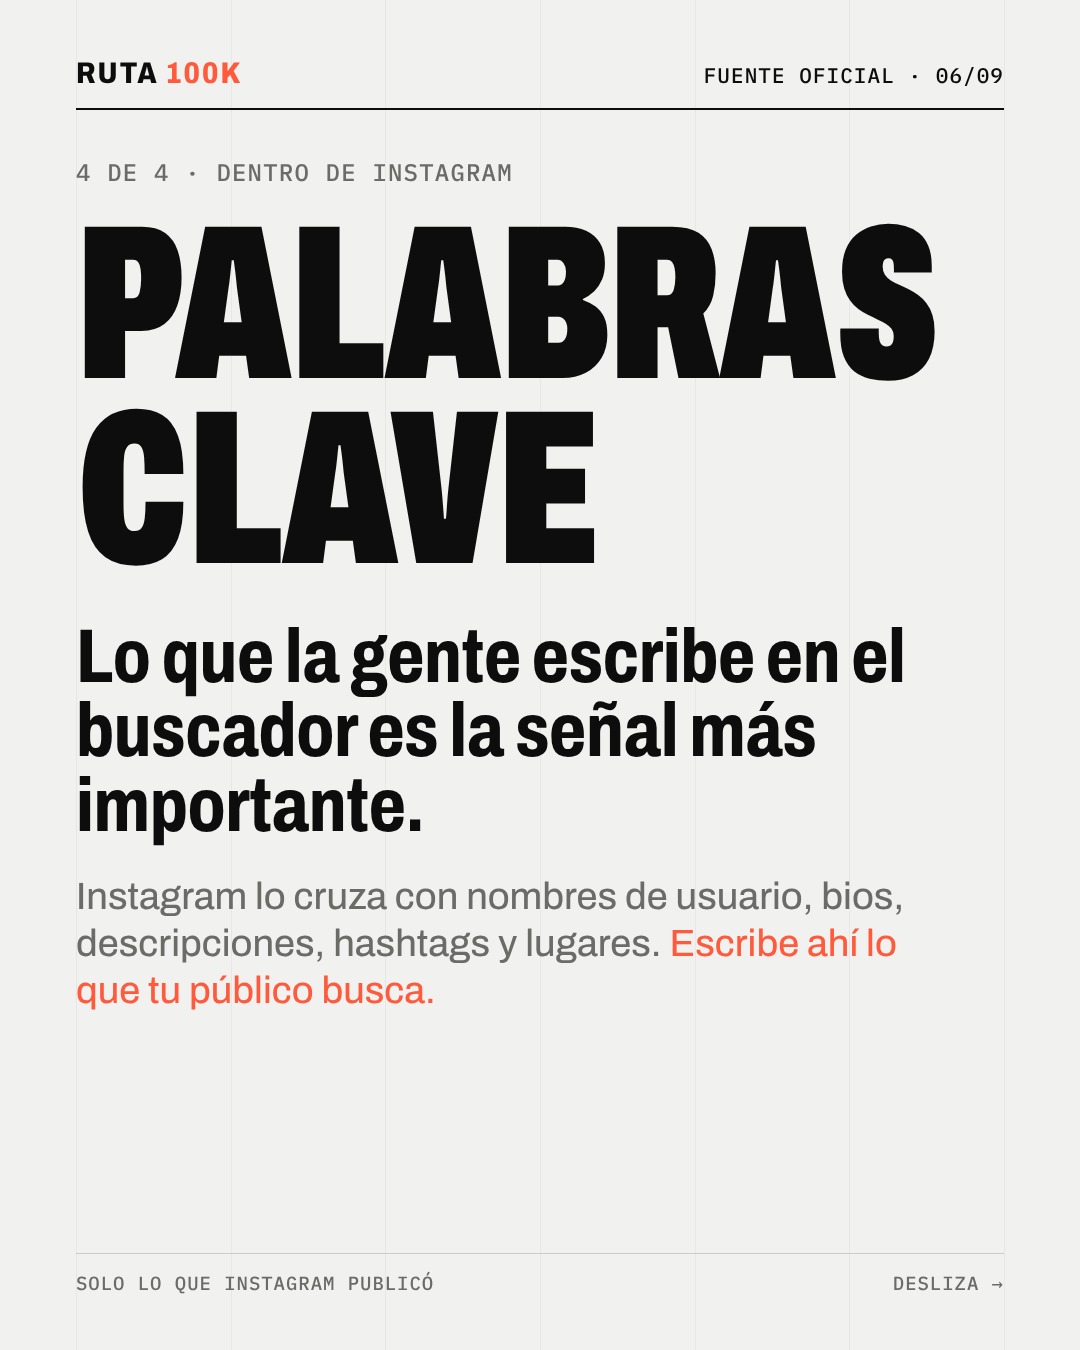 RUTA 100K
FUENTE OFICIAL · 06/09
4 DE 4 · DENTRO DE INSTAGRAM
PALABRAS
CLAVE
Lo que la gente escribe en el
buscador es la señal más
importante.
Instagram lo cruza con nombres de usuario, bios,
descripciones, hashtags y lugares. Escribe ahí lo
que tu público busca.
SOLO LO QUE INSTAGRAM PUBLICÓ
DESLIZA →